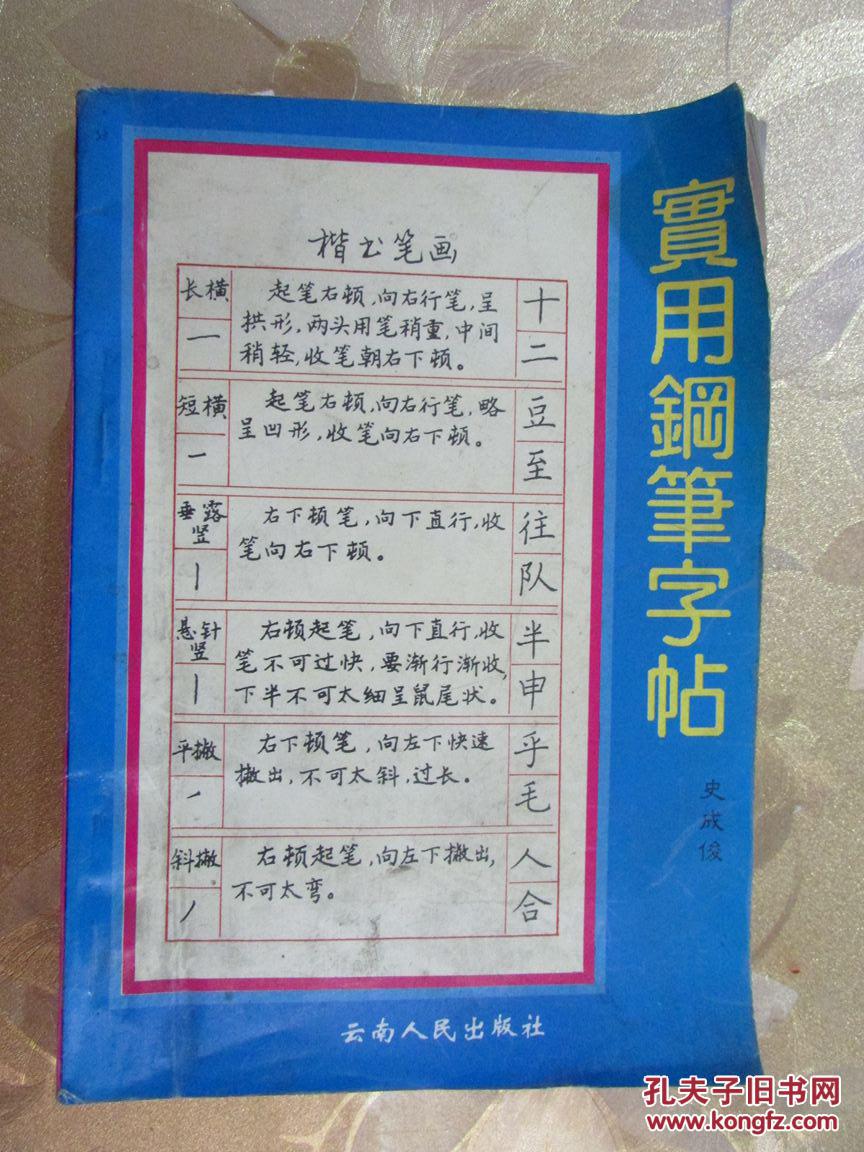 實用鋼筆字帖
史成俊
楷书笔画
长横
一
起笔右顿，向右行笔，呈
拱形，两头用笔稍重，中间
稍轻，收笔朝右下顿。
十
二
短横
一
起笔右顿，向右行笔，略
呈凹形，收笔向右下顿。
豆
至
垂露
竖
丨
右下顿笔，向下直行，收
笔向右下顿。
往
队
悬针
竖
丨
右顿起笔，向下直行，收
笔不可过快，要渐行渐收，
下半不可太细呈鼠尾状。
半
申
平撇
丿
右下顿笔，向左下快速
撇出，不可太斜，过长。
乎
毛
斜撇
丿
右顿起笔，向左下撇出，
不可太弯。
人
合
云南人民出版社
孔夫子旧书网
www.kongfz.com